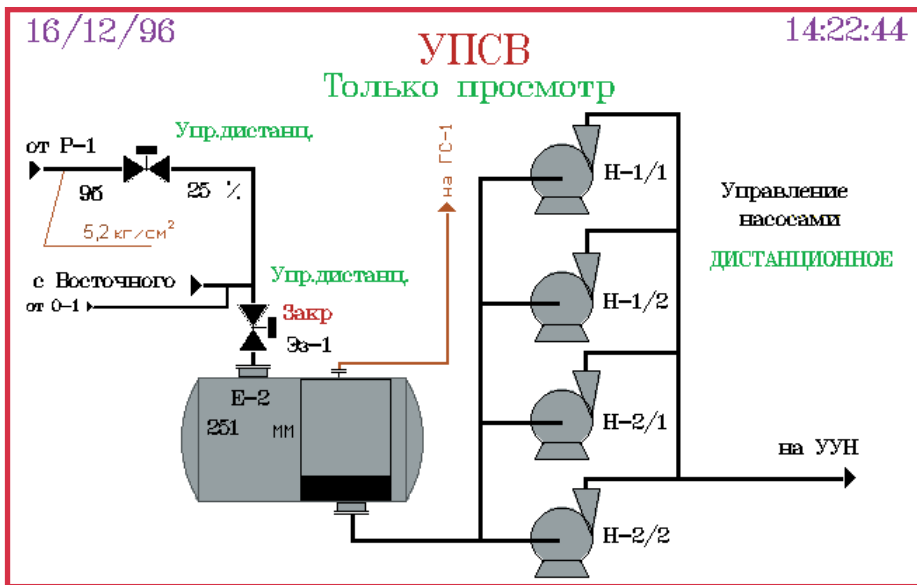 16/12/96
14:22:44
УПСВ
Только просмотр
Упр.дистанц.
от Р-1
9б
25 %
5,2 кг/см²
на ГС-1
Н-1/1
Управление
насосами
ДИСТАНЦИОННОЕ
с Восточного
от О-1
Упр.дистанц.
Закр
Эз-1
Н-1/2
Е-2
251 мм
Н-2/1
на УУН
Н-2/2